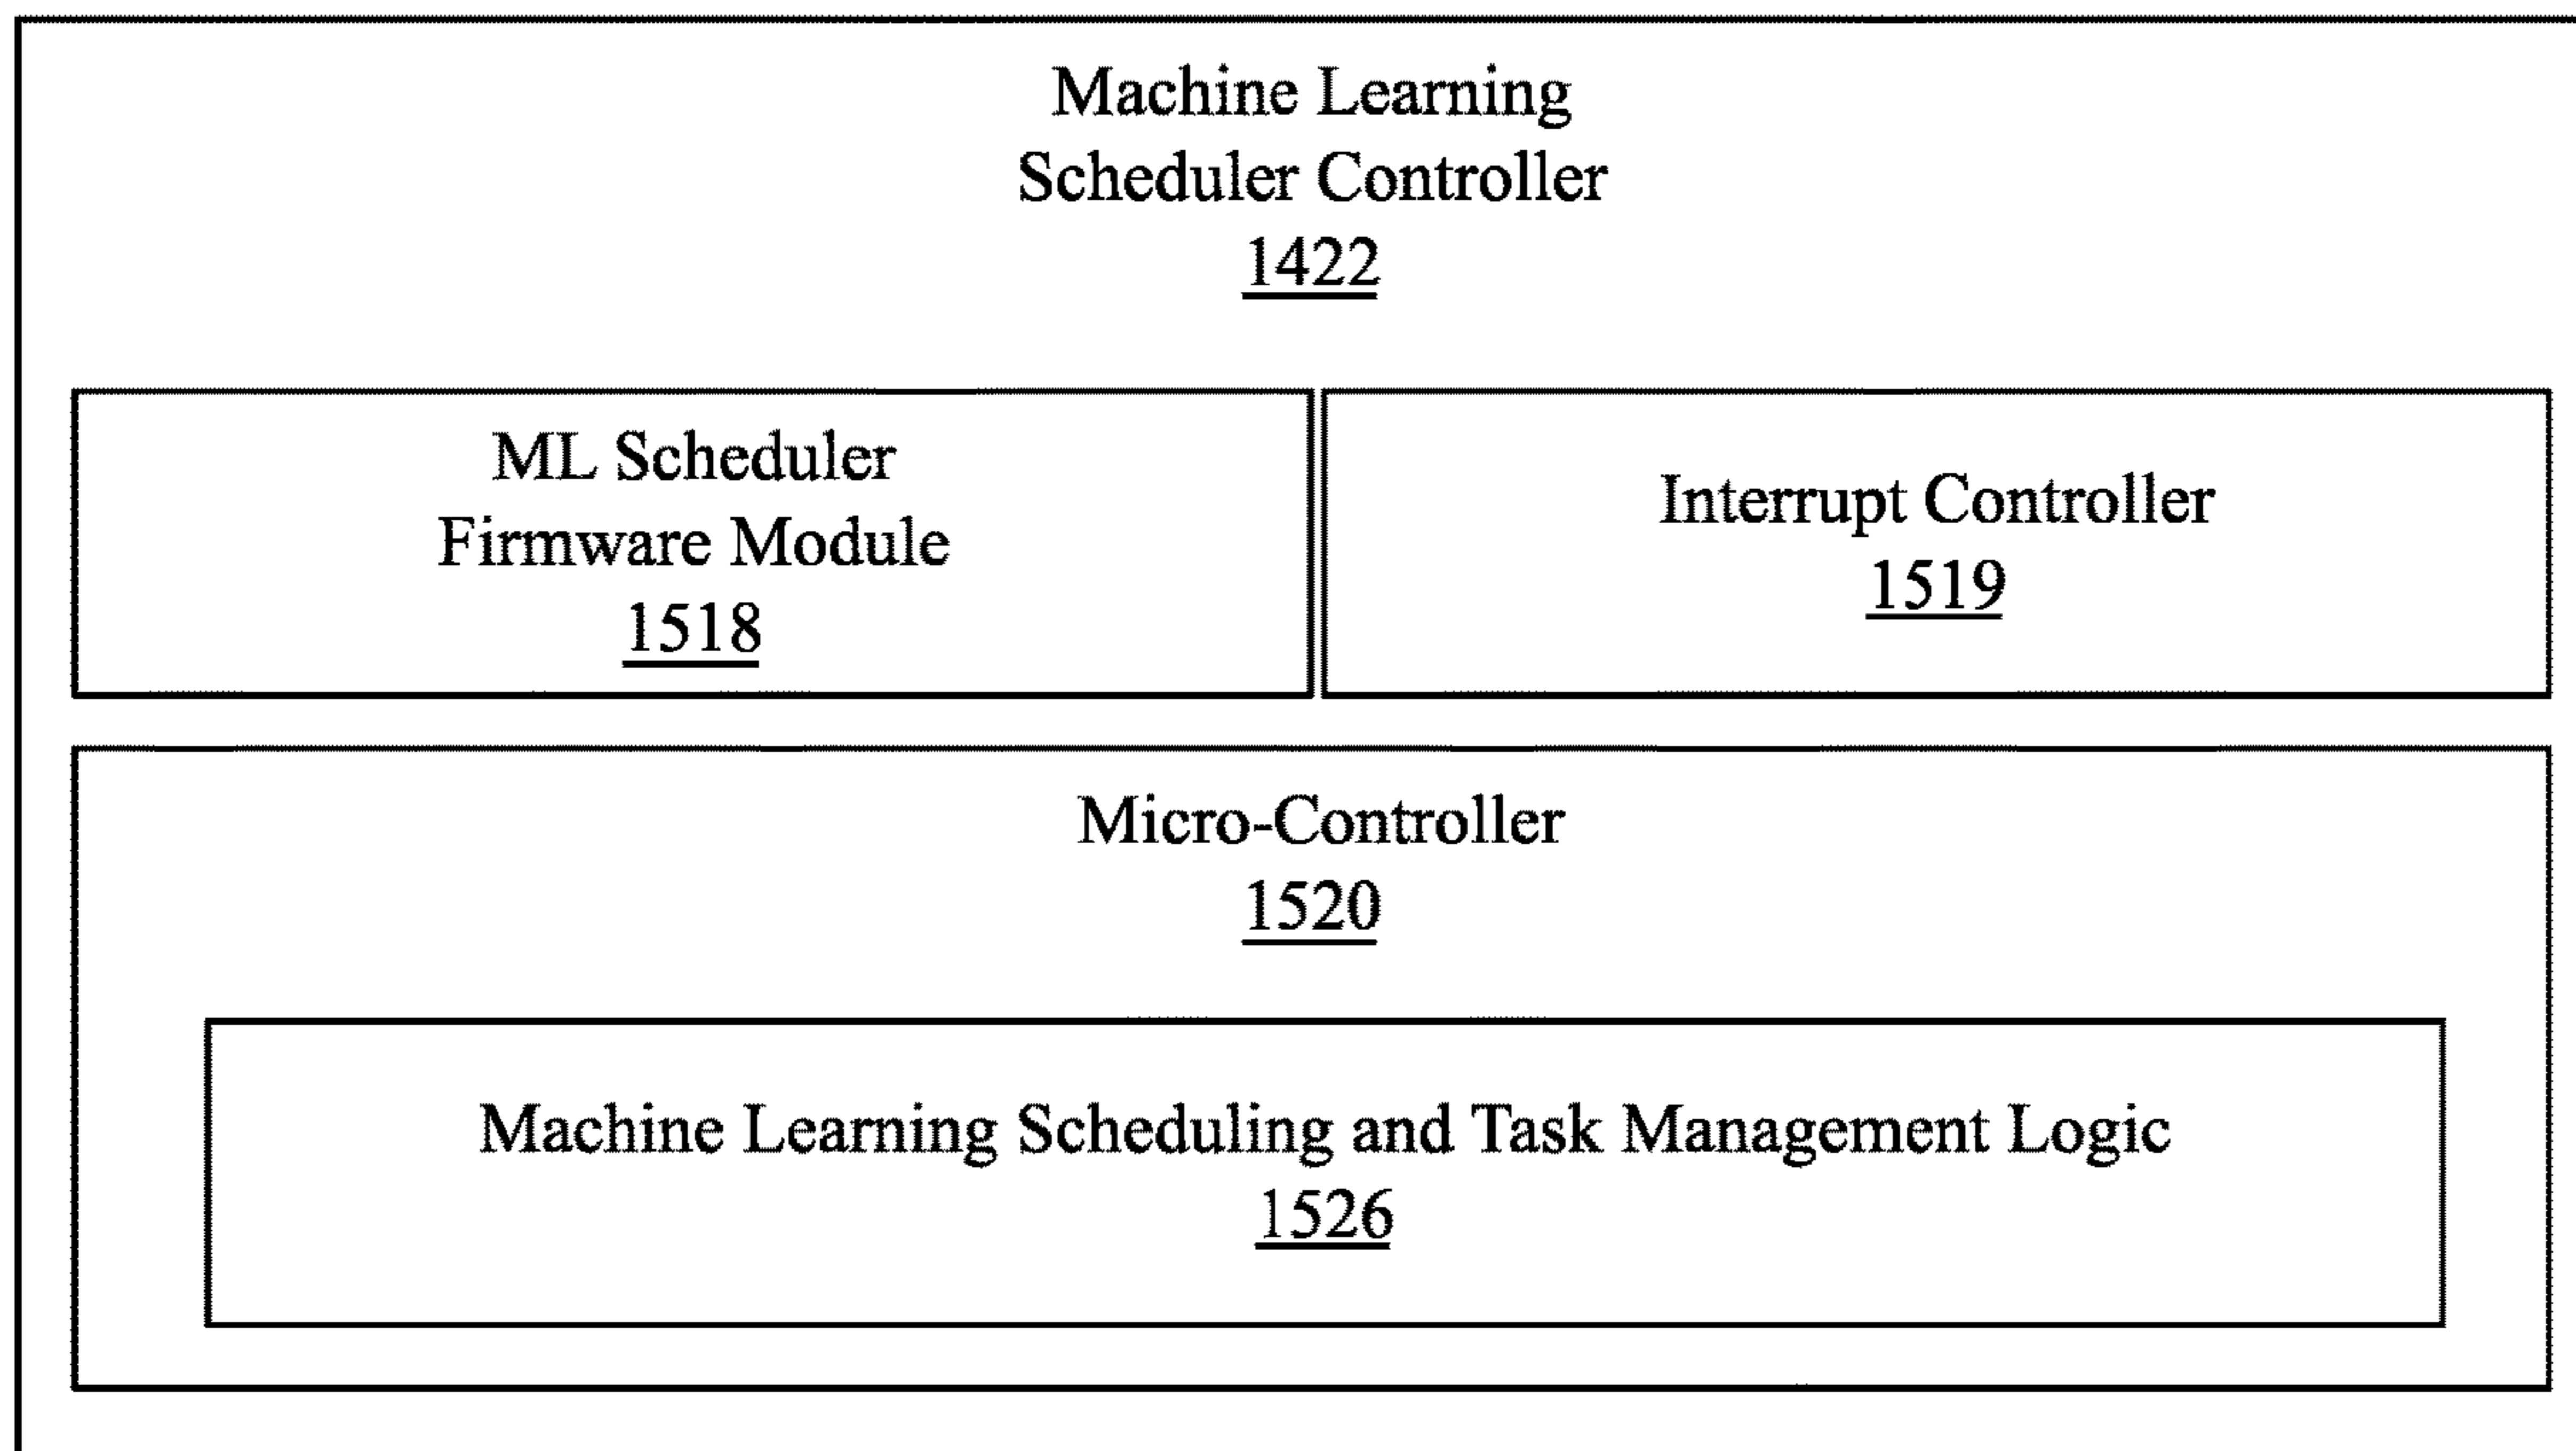 Machine Learning
Scheduler Controller
1422
ML Scheduler
Firmware Module
1518
Interrupt Controller
1519
Micro-Controller
1520
Machine Learning Scheduling and Task Management Logic
1526